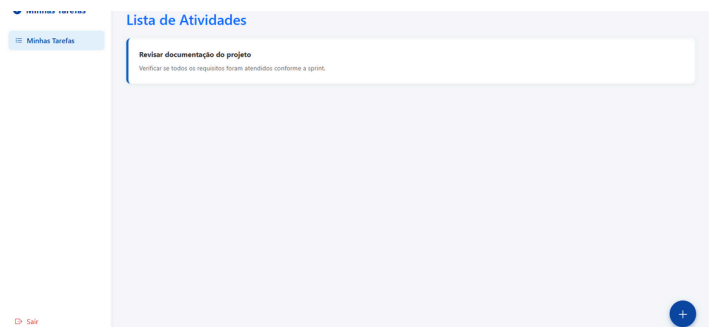 Minhas Tarefas
Lista de Atividades
Minhas Tarefas
Revisar documentação do projeto
Verificar se todos os requisitos foram atendidos conforme a sprint.
+
Sair